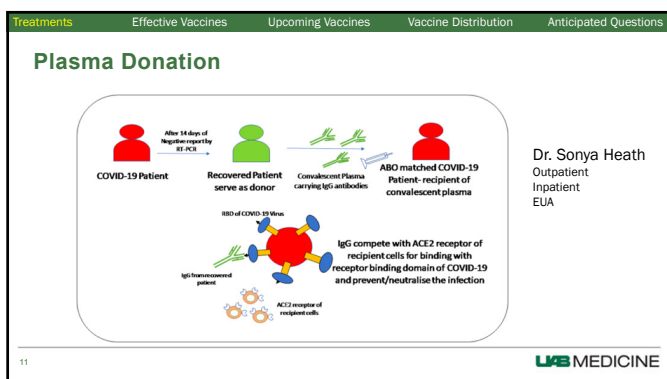 Treatments
Effective Vaccines
Upcoming Vaccines
Vaccine Distribution
Anticipated Questions
Plasma Donation
COVID-19 Patient
After 14 days of
Negative report by
RT-PCR
Recovered Patient
serve as donor
Convalescent Plasma
carrying IgG antibodies
ABO matched COVID-19
Patient- recipient of
convalescent plasma
RBD of COVID-19 Virus
IgG from recovered
patient
ACE2 receptor of
recipient cells
IgG compete with ACE2 receptor of
recipient cells for binding with
receptor binding domain of COVID-19
and prevent/neutralise the infection
Dr. Sonya Heath
Outpatient
Inpatient
EUA
11
UAB MEDICINE